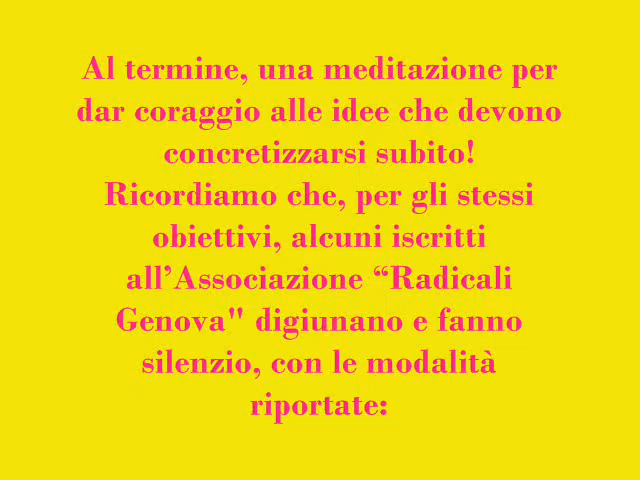 Al termine, una meditazione per
dar coraggio alle idee che devono
concretizzarsi subito!
Ricordiamo che, per gli stessi
obiettivi, alcuni iscritti
all’Associazione “Radicali
Genova" digiunano e fanno
silenzio, con le modalità
riportate: